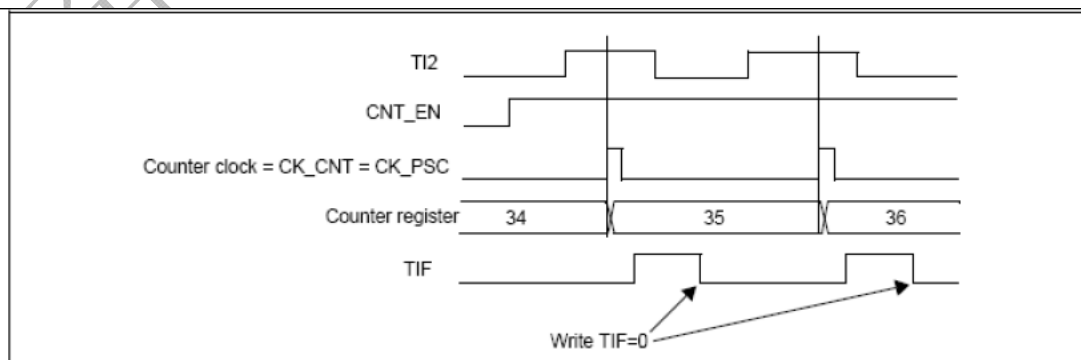 TI2
CNT_EN
Counter clock = CK_CNT = CK_PSC
Counter register 34 35 36
TIF
Write TIF=0